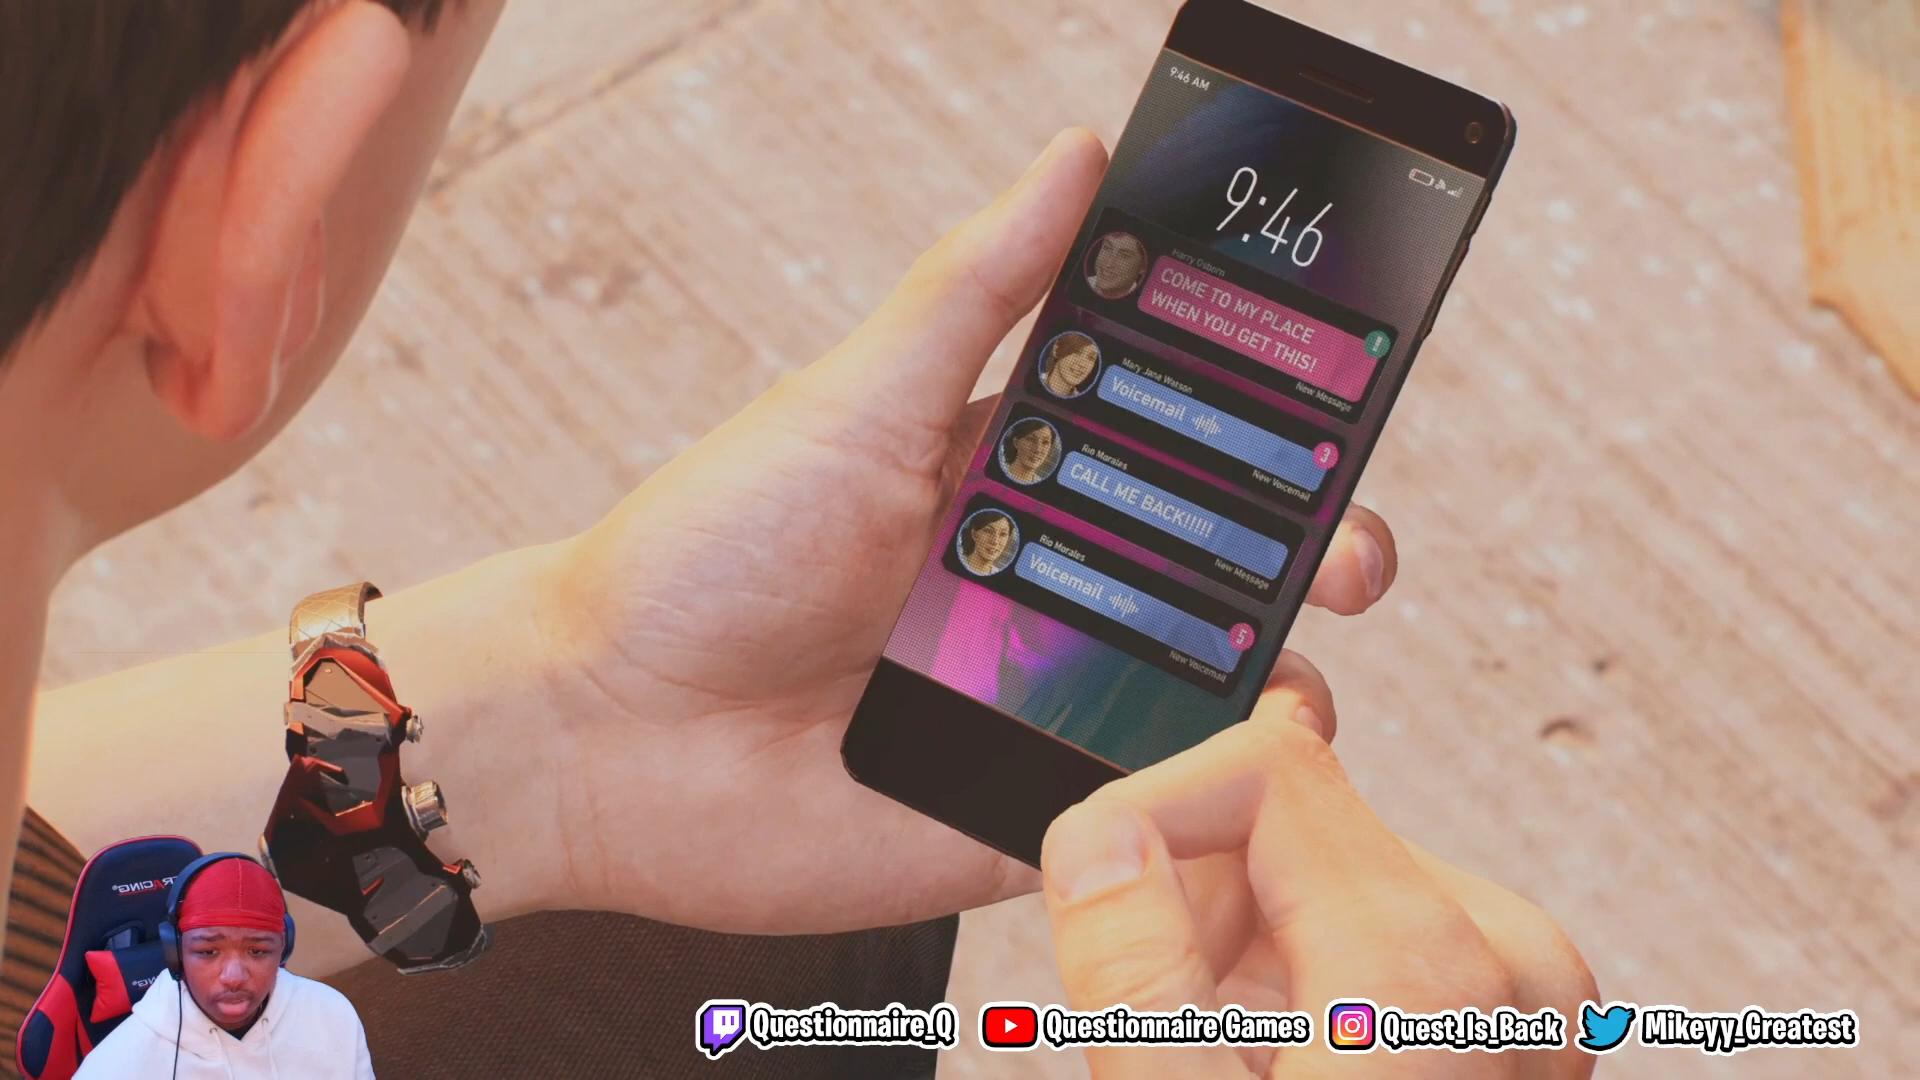 9:46 AM
9:46
Harry Osborn
COME TO MY PLACE
WHEN YOU GET THIS!
!
New Message
Mary Jane Watson
Voicemail
3
New Voicemail
Rio Morales
CALL ME BACK!!!!!
New Message
Rio Morales
Voicemail
5
New Voicemail
Questionnaire_Q
Questionnaire Games
Quest_Is_Back
Mikeyy_Greatest